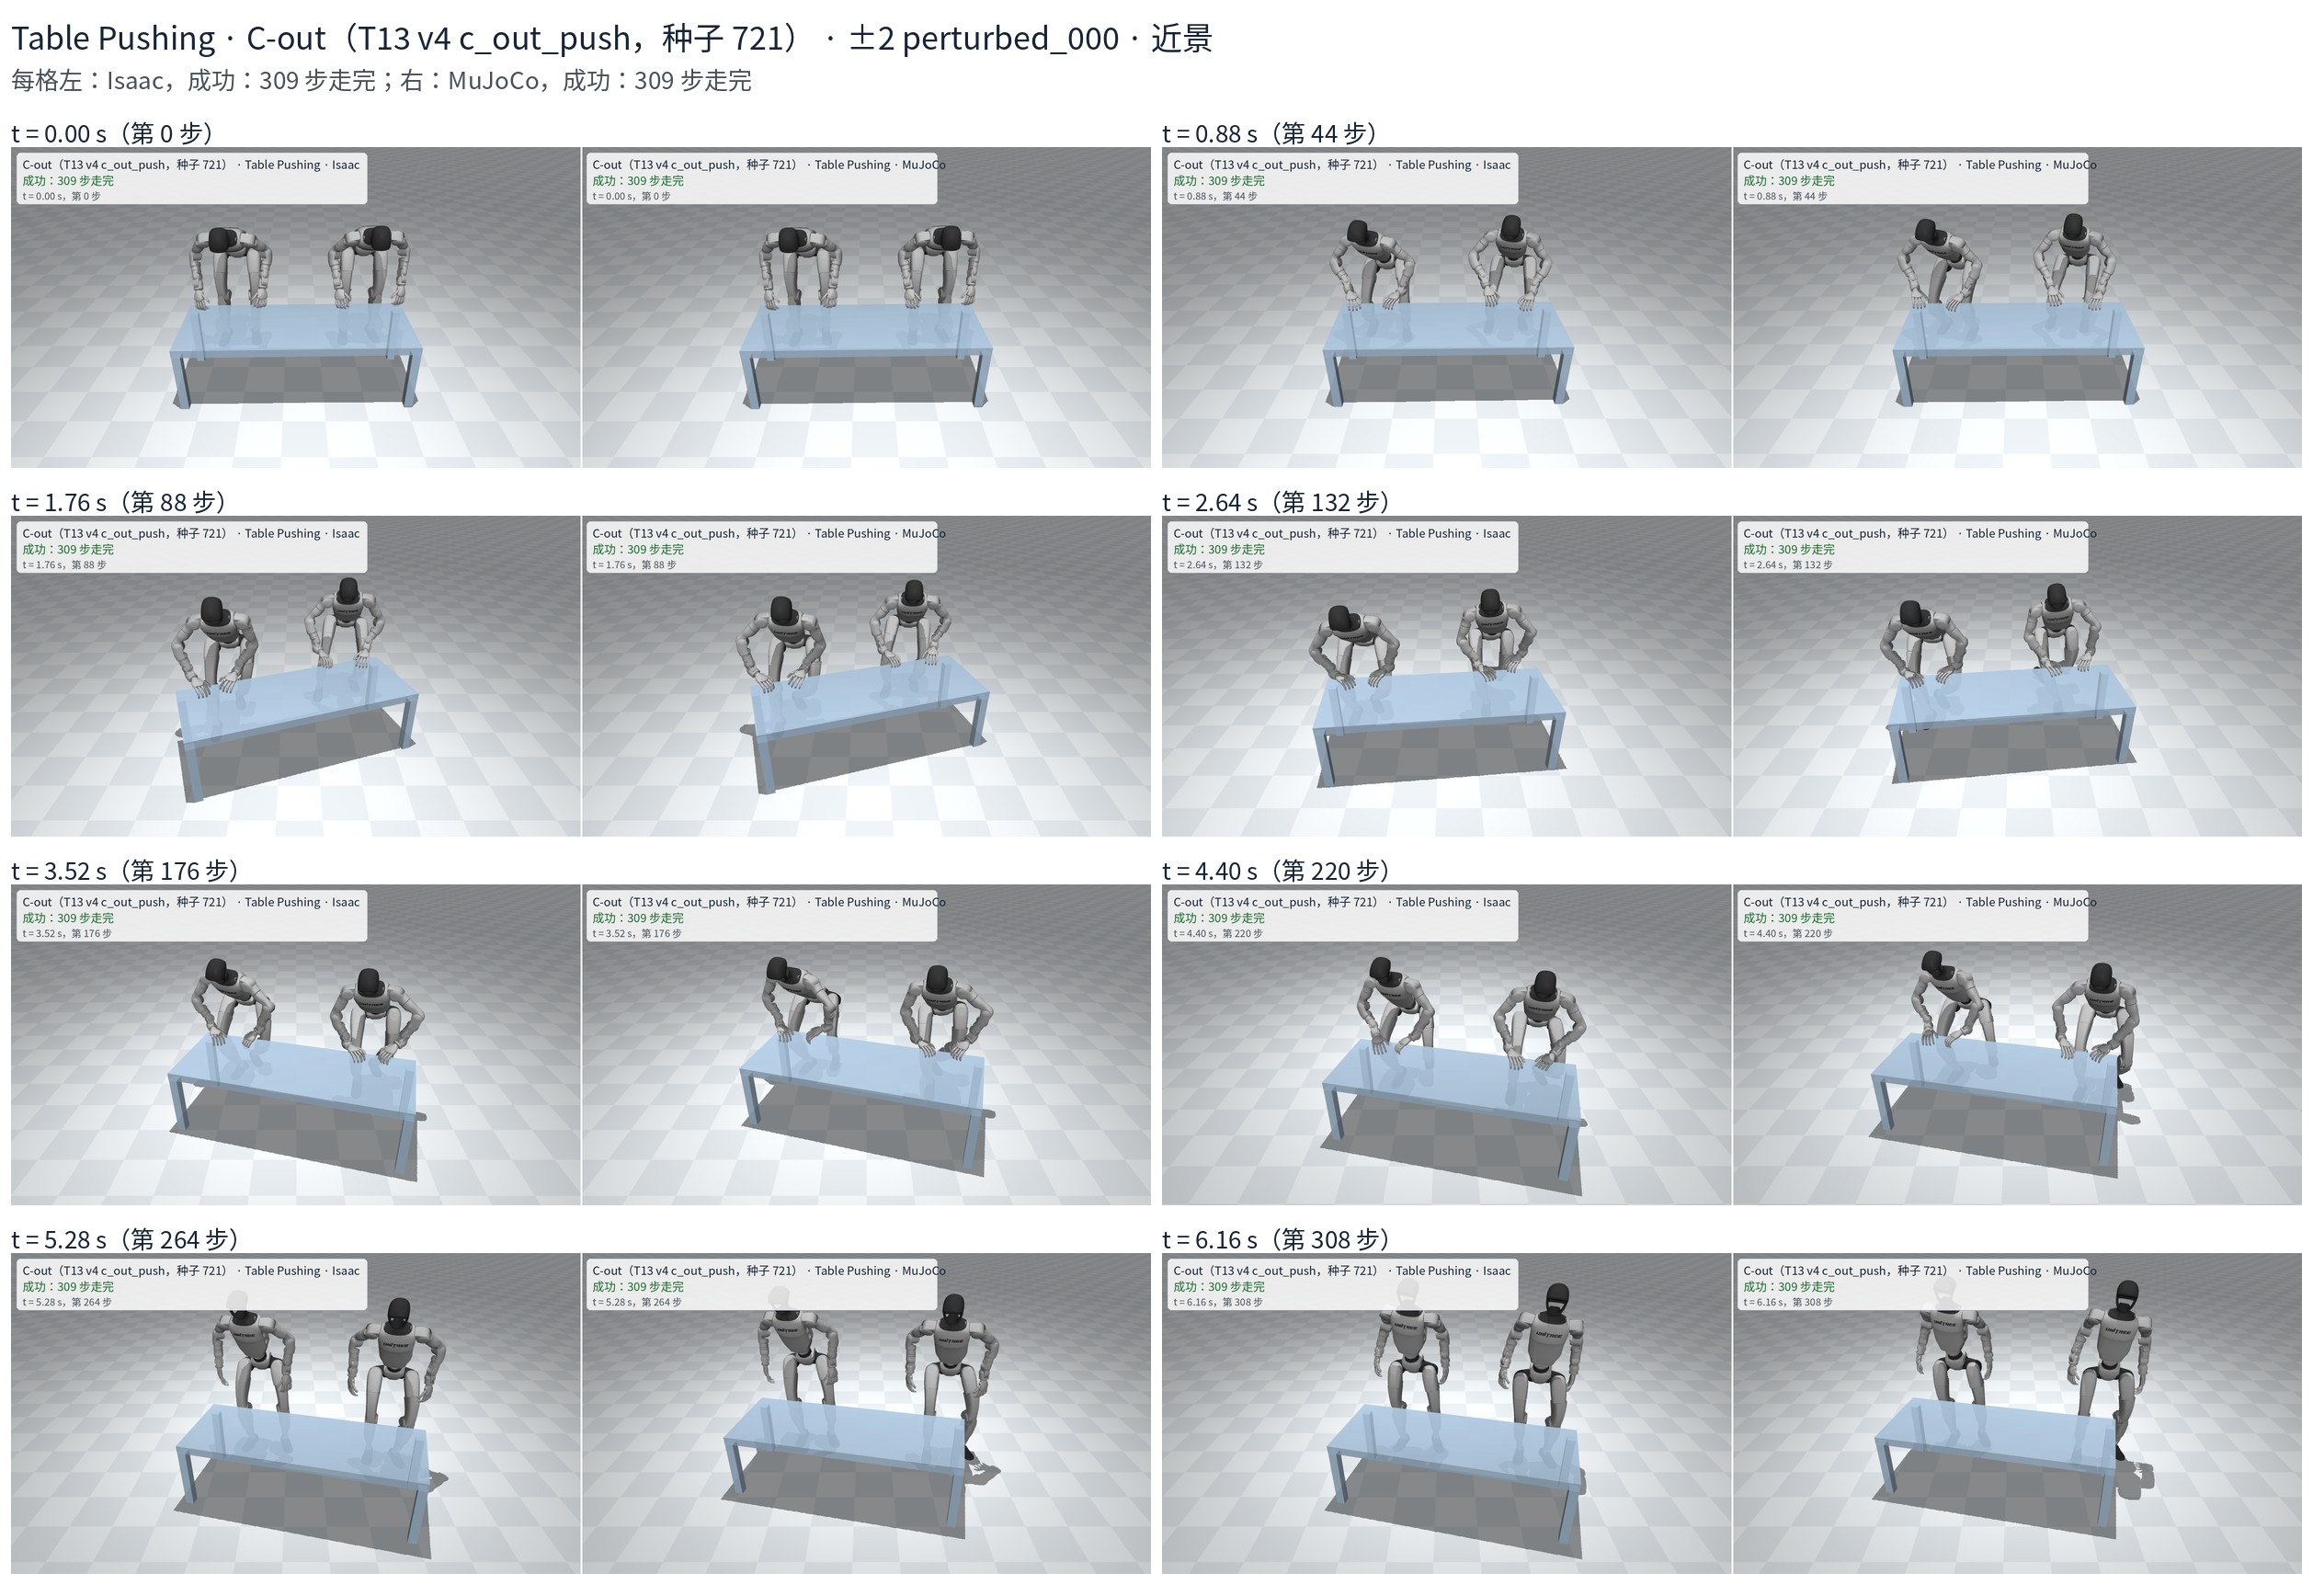 Table Pushing · C-out（T13 v4 c_out_push，种子 721） · ±2 perturbed_000 · 近景
每格左：Isaac，成功：309 步走完；右：MuJoCo，成功：309 步走完
t = 0.00 s（第 0 步）
C-out（T13 v4 c_out_push，种子 721） · Table Pushing · Isaac
成功：309 步走完
t = 0.00 s，第 0 步
C-out（T13 v4 c_out_push，种子 721） · Table Pushing · MuJoCo
成功：309 步走完
t = 0.00 s，第 0 步
t = 0.88 s（第 44 步）
C-out（T13 v4 c_out_push，种子 721） · Table Pushing · Isaac
成功：309 步走完
t = 0.88 s，第 44 步
C-out（T13 v4 c_out_push，种子 721） · Table Pushing · MuJoCo
成功：309 步走完
t = 0.88 s，第 44 步
t = 1.76 s（第 88 步）
C-out（T13 v4 c_out_push，种子 721） · Table Pushing · Isaac
成功：309 步走完
t = 1.76 s，第 88 步
C-out（T13 v4 c_out_push，种子 721） · Table Pushing · MuJoCo
成功：309 步走完
t = 1.76 s，第 88 步
t = 2.64 s（第 132 步）
C-out（T13 v4 c_out_push，种子 721） · Table Pushing · Isaac
成功：309 步走完
t = 2.64 s，第 132 步
C-out（T13 v4 c_out_push，种子 721） · Table Pushing · MuJoCo
成功：309 步走完
t = 2.64 s，第 132 步
t = 3.52 s（第 176 步）
C-out（T13 v4 c_out_push，种子 721） · Table Pushing · Isaac
成功：309 步走完
t = 3.52 s，第 176 步
C-out（T13 v4 c_out_push，种子 721） · Table Pushing · MuJoCo
成功：309 步走完
t = 3.52 s，第 176 步
t = 4.40 s（第 220 步）
C-out（T13 v4 c_out_push，种子 721） · Table Pushing · Isaac
成功：309 步走完
t = 4.40 s，第 220 步
C-out（T13 v4 c_out_push，种子 721） · Table Pushing · MuJoCo
成功：309 步走完
t = 4.40 s，第 220 步
t = 5.28 s（第 264 步）
C-out（T13 v4 c_out_push，种子 721） · Table Pushing · Isaac
成功：309 步走完
t = 5.28 s，第 264 步
C-out（T13 v4 c_out_push，种子 721） · Table Pushing · MuJoCo
成功：309 步走完
t = 5.28 s，第 264 步
t = 6.16 s（第 308 步）
C-out（T13 v4 c_out_push，种子 721） · Table Pushing · Isaac
成功：309 步走完
t = 6.16 s，第 308 步
C-out（T13 v4 c_out_push，种子 721） · Table Pushing · MuJoCo
成功：309 步走完
t = 6.16 s，第 308 步